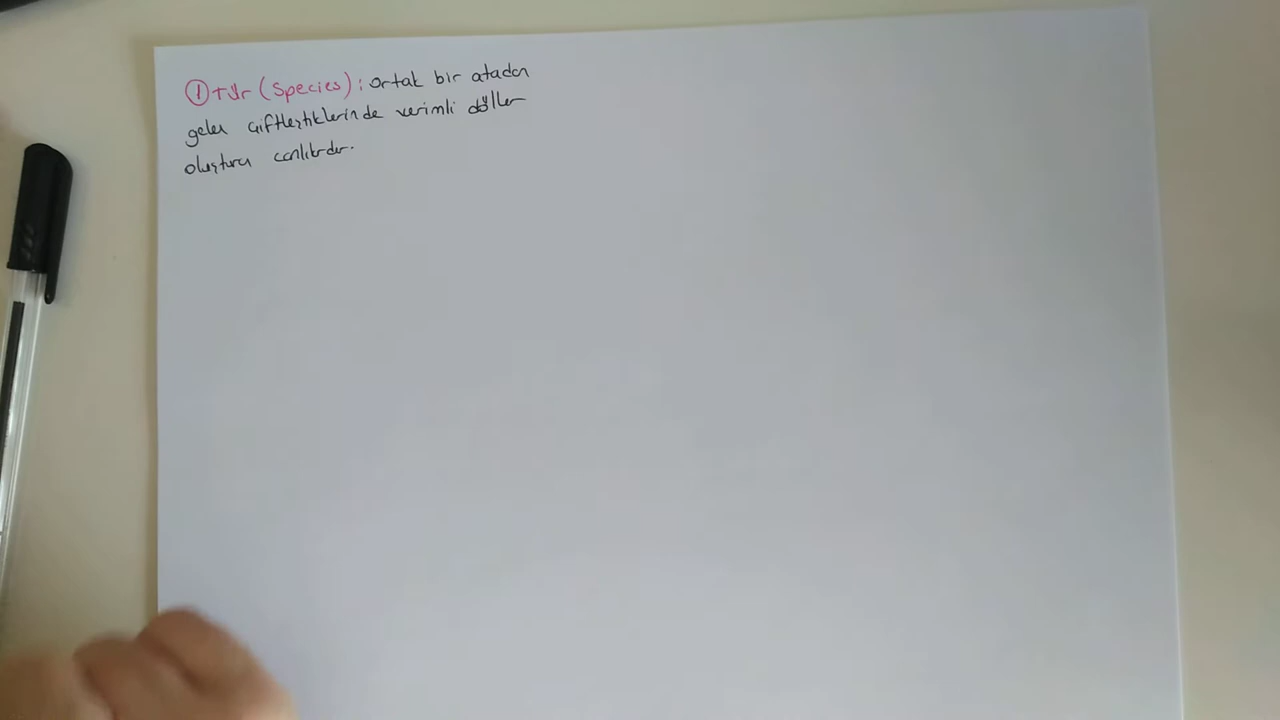 ① Tür (Species): Ortak bir atadan
gelen çiftleştiklerinde verimli döller
oluşturan canlılardır.